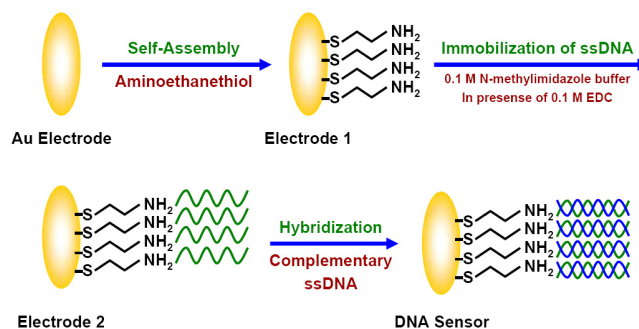 Self-Assembly
Aminoethanethiol
Au Electrode
S NH2
S NH2
S NH2
S NH2
Electrode 1
Immobilization of ssDNA
0.1 M N-methylimidazole buffer
In presense of 0.1 M EDC
S NH2
S NH2
S NH2
S NH2
Electrode 2
Hybridization
Complementary
ssDNA
S NH2
S NH2
S NH2
S NH2
DNA Sensor